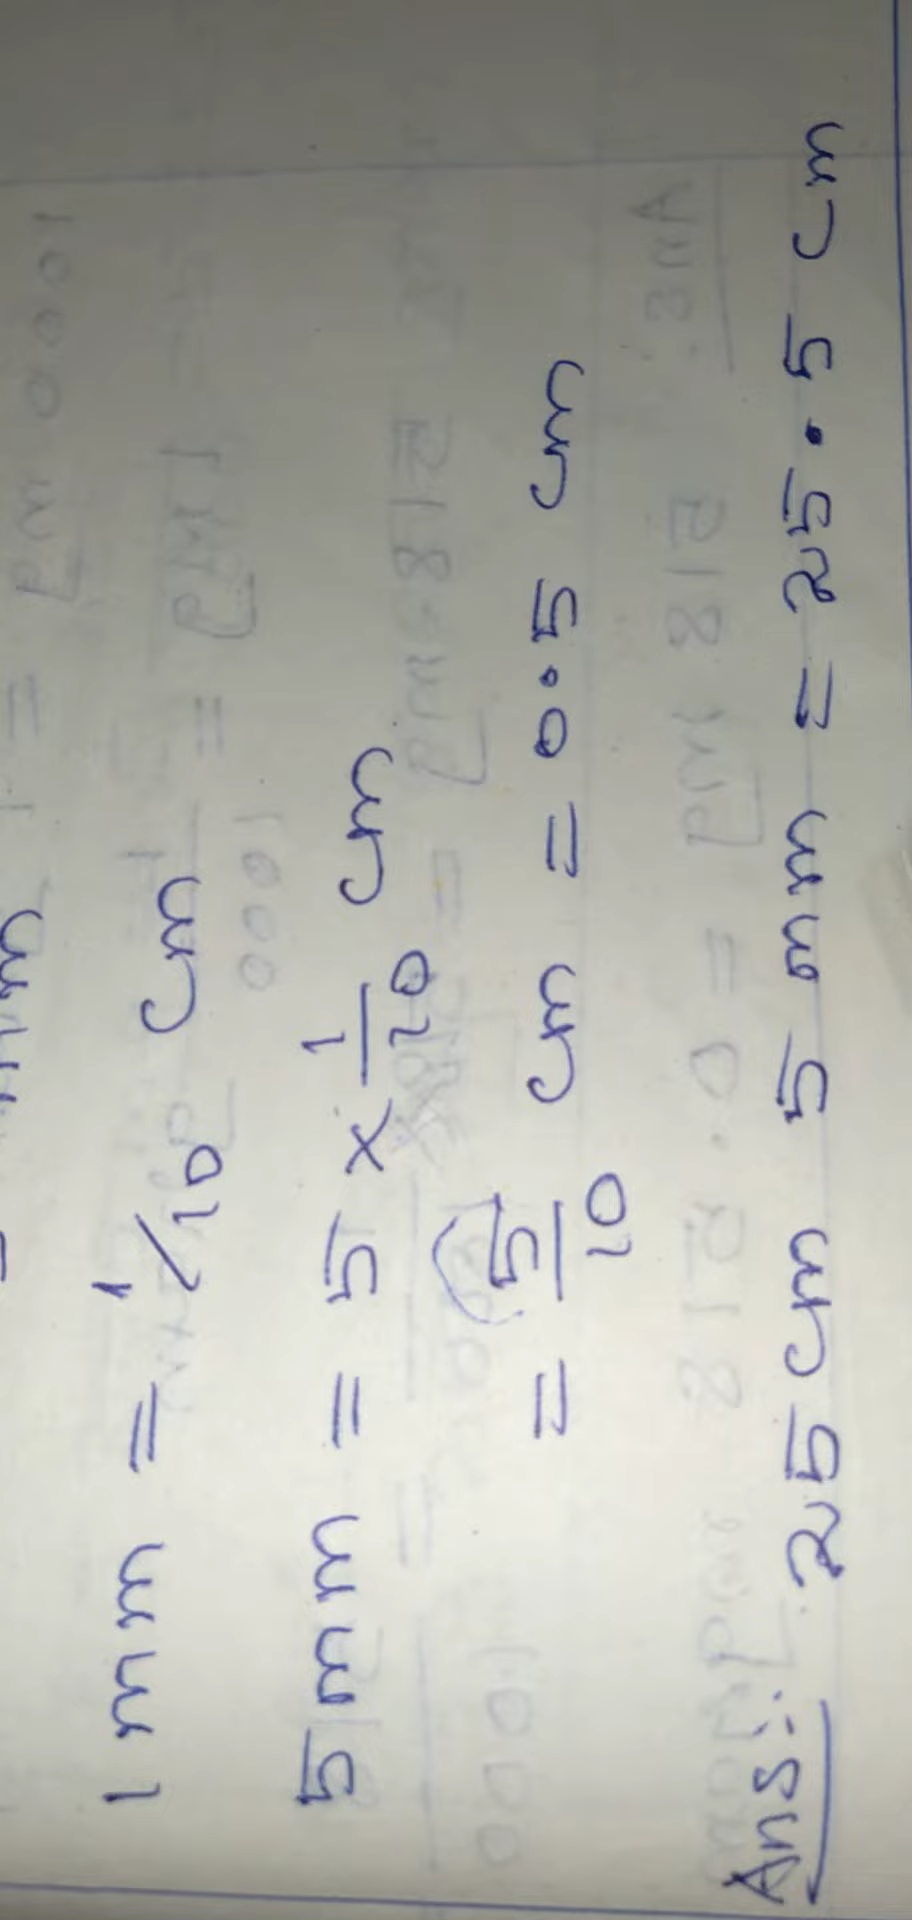 1 mm = 1/10 cm
5 mm = 5 × 1/10 cm
= 5/10 cm = 0.5 cm
Ans: 25 cm 5 mm = 25.5 cm